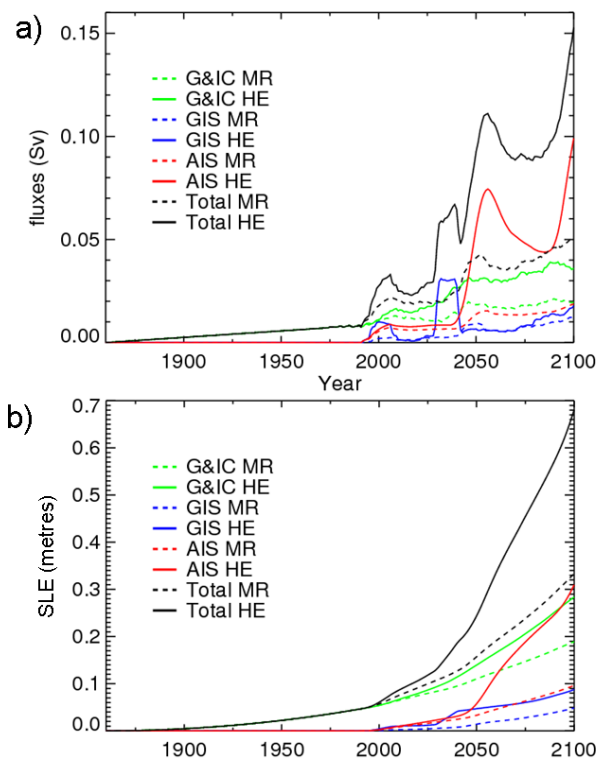 a)
0.15
0.10
0.05
0.00
fluxes (Sv)
G&IC MR
G&IC HE
GIS MR
GIS HE
AIS MR
AIS HE
Total MR
Total HE
1900
1950
2000
2050
2100
Year
b)
0.7
0.6
0.5
0.4
0.3
0.2
0.1
0.0
SLE (metres)
G&IC MR
G&IC HE
GIS MR
GIS HE
AIS MR
AIS HE
Total MR
Total HE
1900
1950
2000
2050
2100